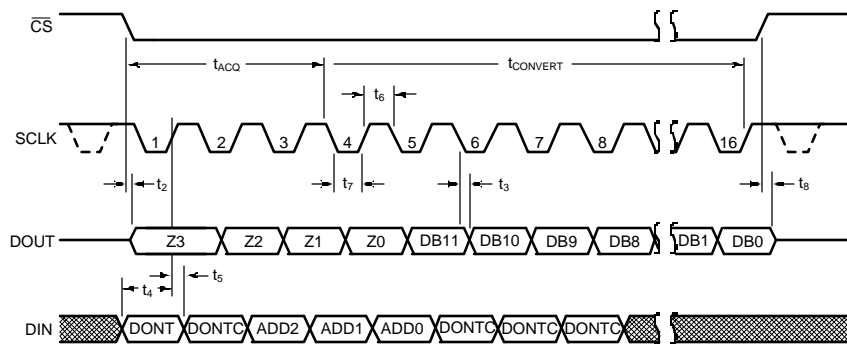 CS
tACQ tCONVERT
t6
SCLK 1 2 3 4 5 6 7 8 16
t2 t7 t3 t8
DOUT Z3 Z2 Z1 Z0 DB11 DB10 DB9 DB8 DB1 DB0
t4 t5
DIN DONT DONTC ADD2 ADD1 ADD0 DONTC DONTC DONTC